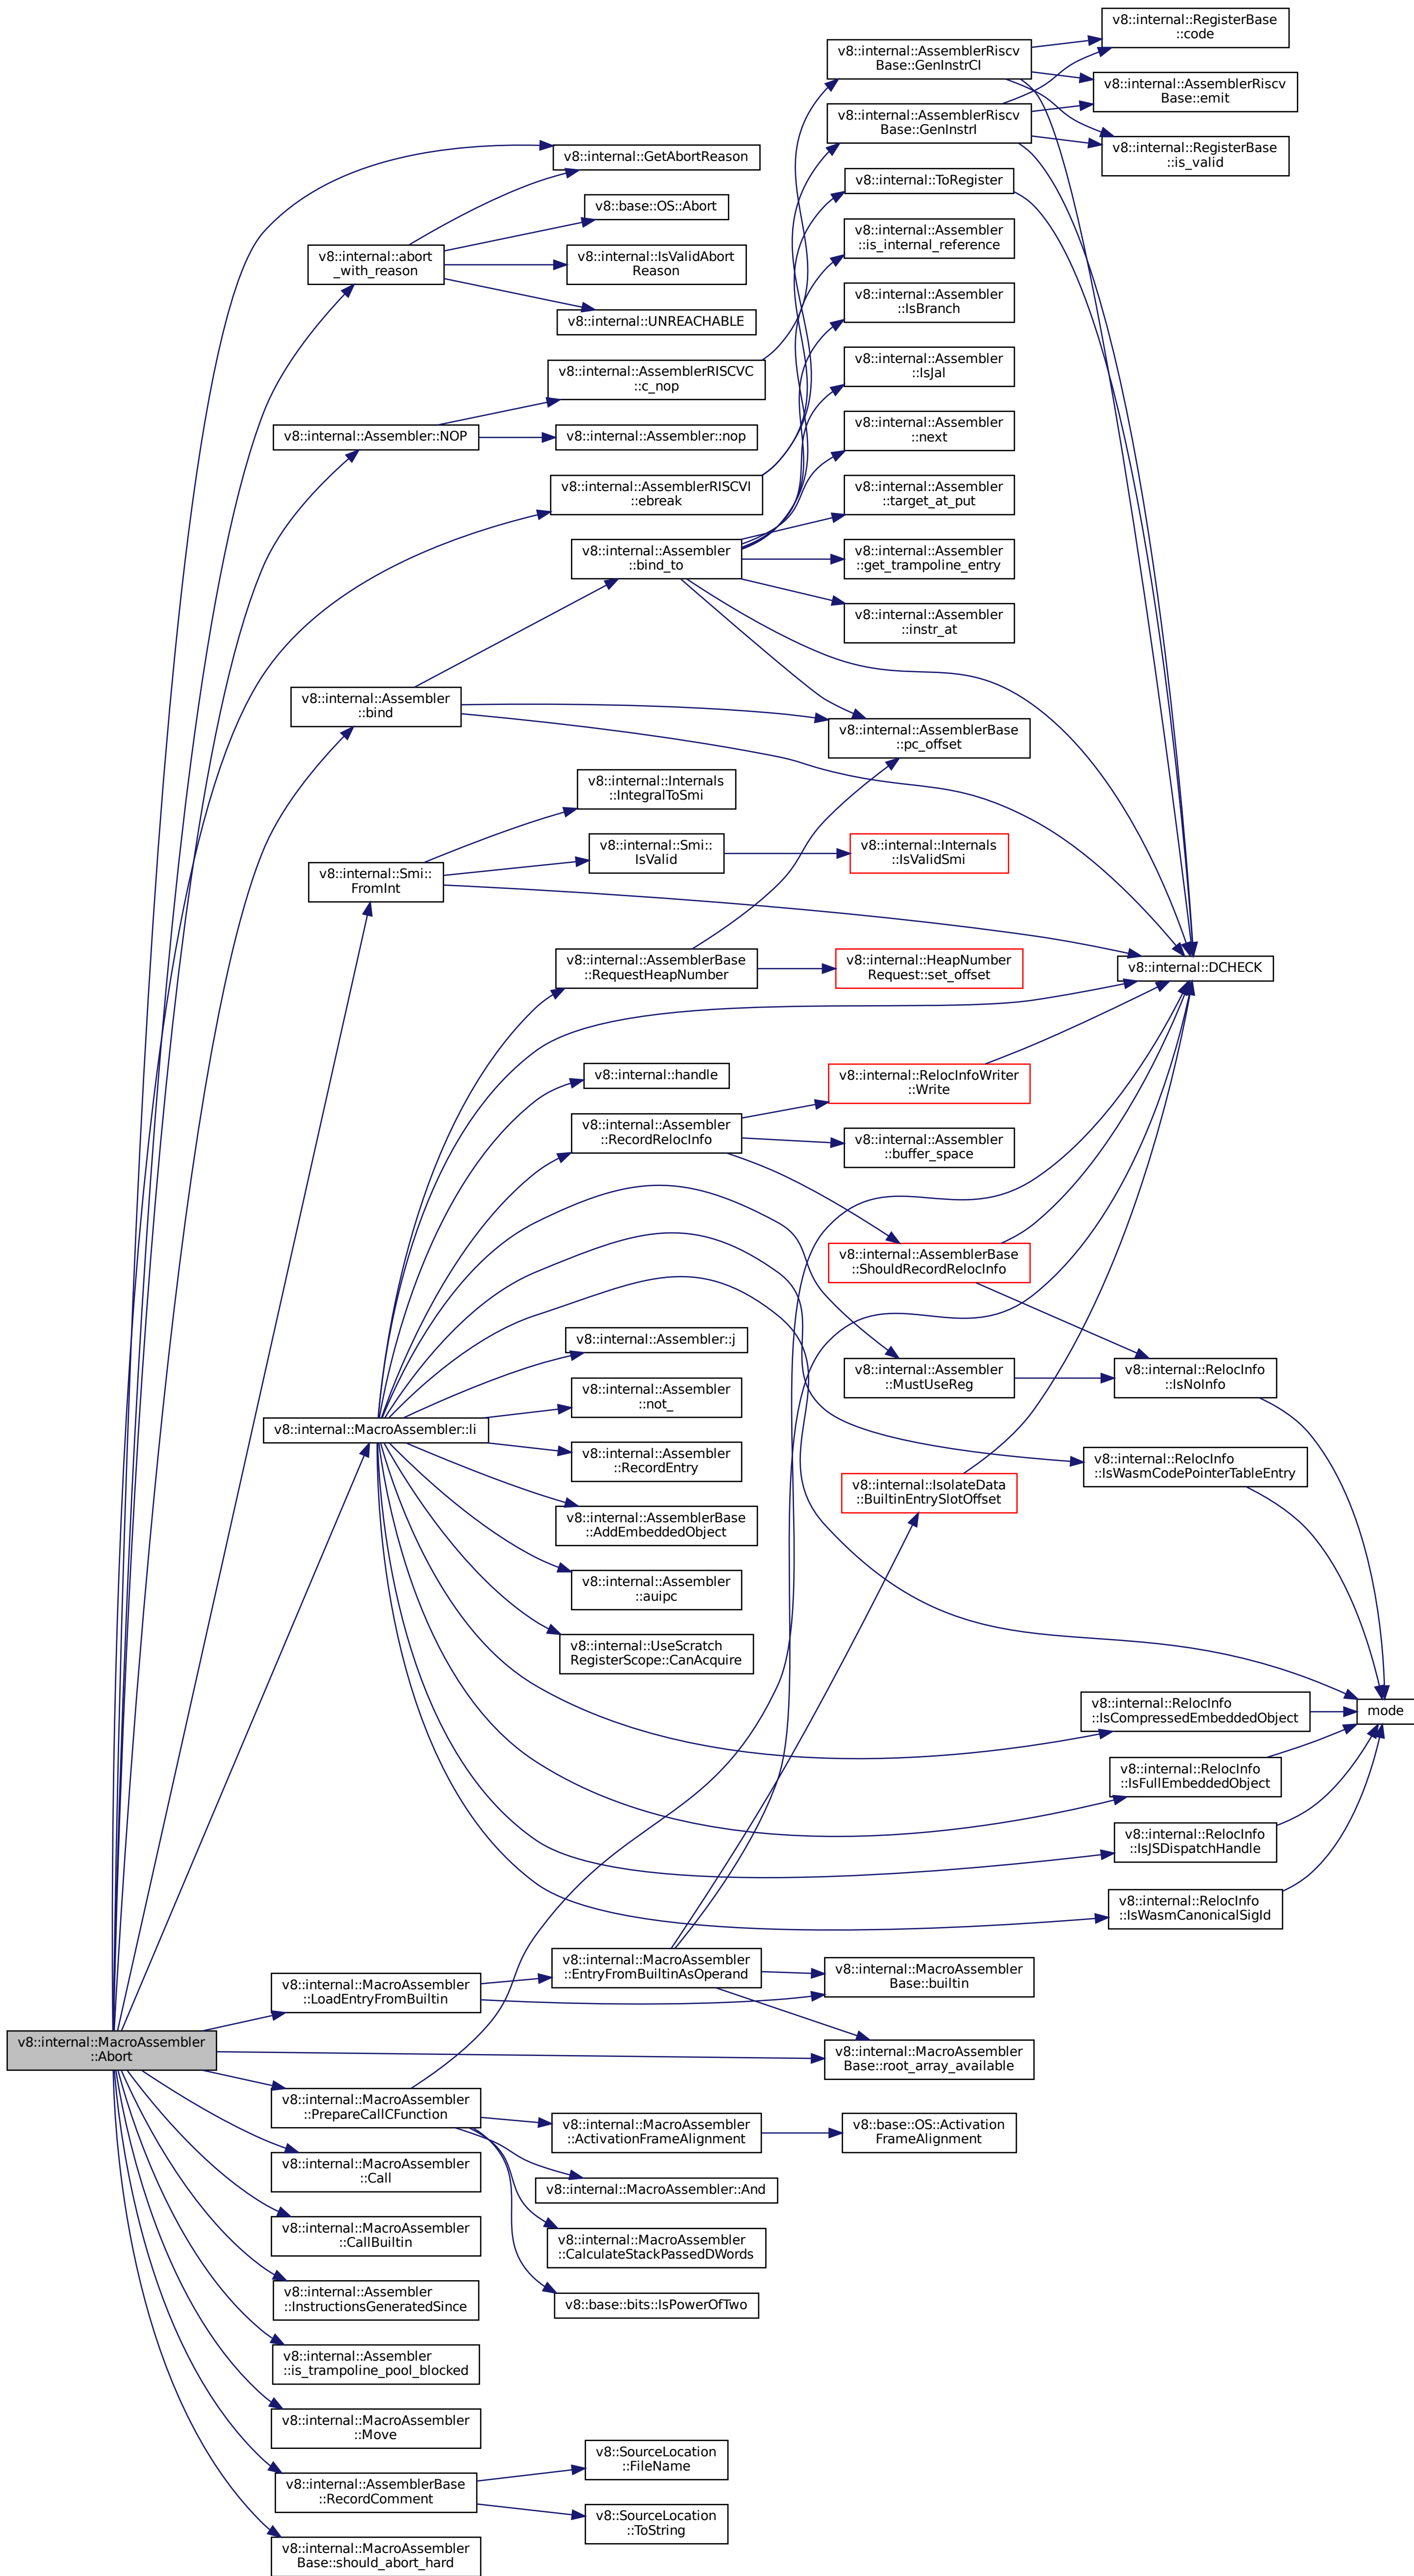 v8::internal::RegisterBase
::code
v8::internal::AssemblerRiscv
Base::GenInstrCI
v8::internal::AssemblerRiscv
Base::emit
v8::internal::AssemblerRiscv
Base::GenInstrI
v8::internal::RegisterBase
::is_valid
v8::internal::GetAbortReason
v8::internal::ToRegister
v8::base::OS::Abort
v8::internal::Assembler
::is_internal_reference
v8::internal::abort
_with_reason
v8::internal::IsValidAbort
Reason
v8::internal::Assembler
::IsBranch
v8::internal::UNREACHABLE
v8::internal::Assembler
::IsJal
v8::internal::AssemblerRISCVC
::c_nop
v8::internal::Assembler
::next
v8::internal::Assembler::NOP
v8::internal::Assembler::nop
v8::internal::AssemblerRISCVI
::ebreak
v8::internal::Assembler
::target_at_put
v8::internal::Assembler
::bind_to
v8::internal::Assembler
::get_trampoline_entry
v8::internal::Assembler
::instr_at
v8::internal::Assembler
::bind
v8::internal::AssemblerBase
::pc_offset
v8::internal::Internals
::IntegralToSmi
v8::internal::Smi::
IsValid
v8::internal::Internals
::IsValidSmi
v8::internal::Smi::
FromInt
v8::internal::AssemblerBase
::RequestHeapNumber
v8::internal::HeapNumber
Request::set_offset
v8::internal::DCHECK
v8::internal::handle
v8::internal::RelocInfoWriter
::Write
v8::internal::Assembler
::RecordRelocInfo
v8::internal::Assembler
::buffer_space
v8::internal::AssemblerBase
::ShouldRecordRelocInfo
v8::internal::Assembler::j
v8::internal::Assembler
::MustUseReg
v8::internal::RelocInfo
::IsNoInfo
v8::internal::Assembler
::not_
v8::internal::MacroAssembler::li
v8::internal::Assembler
::RecordEntry
v8::internal::RelocInfo
::IsWasmCodePointerTableEntry
v8::internal::IsolateData
::BuiltinEntrySlotOffset
v8::internal::AssemblerBase
::AddEmbeddedObject
v8::internal::Assembler
::auipc
v8::internal::UseScratch
RegisterScope::CanAcquire
v8::internal::RelocInfo
::IsCompressedEmbeddedObject
mode
v8::internal::RelocInfo
::IsFullEmbeddedObject
v8::internal::RelocInfo
::IsJSDispatchHandle
v8::internal::RelocInfo
::IsWasmCanonicalSigId
v8::internal::MacroAssembler
::EntryFromBuiltinAsOperand
v8::internal::MacroAssembler
Base::builtin
v8::internal::MacroAssembler
::LoadEntryFromBuiltin
v8::internal::MacroAssembler
::Abort
v8::internal::MacroAssembler
Base::root_array_available
v8::internal::MacroAssembler
::PrepareCallCFunction
v8::internal::MacroAssembler
::ActivationFrameAlignment
v8::base::OS::Activation
FrameAlignment
v8::internal::MacroAssembler
::Call
v8::internal::MacroAssembler::And
v8::internal::MacroAssembler
::CallBuiltin
v8::internal::MacroAssembler
::CalculateStackPassedDWords
v8::internal::Assembler
::InstructionsGeneratedSince
v8::base::bits::IsPowerOfTwo
v8::internal::Assembler
::is_trampoline_pool_blocked
v8::internal::MacroAssembler
::Move
v8::SourceLocation
::FileName
v8::internal::AssemblerBase
::RecordComment
v8::SourceLocation
::ToString
v8::internal::MacroAssembler
Base::should_abort_hard